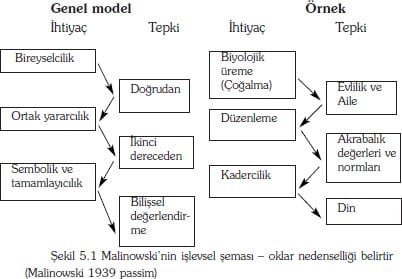 Genel model
Örnek
İhtiyaç Tepki
İhtiyaç Tepki
Bireyselcilik
Doğrudan
Ortak yararcılık
İkinci
dereceden
Sembolik ve
tamamlayıcılık
Bilişsel
değerlendir-
me
Biyolojik
üreme
(Çoğalma)
Evlilik ve
Aile
Düzenleme
Akrabalık
değerleri ve
normları
Kadercilik
Din
Şekil 5.1 Malinowski'nin işlevsel şeması – oklar nedenselliği belirtir
(Malinowski 1939 passim)